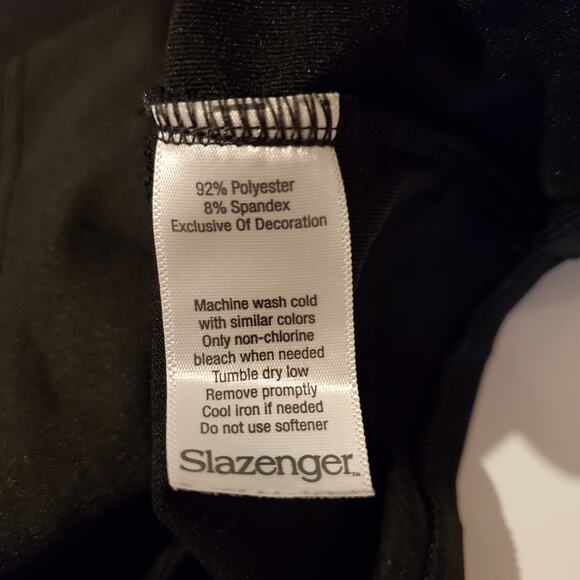 92% Polyester
8% Spandex
Exclusive Of Decoration
Machine wash cold
with similar colors
Only non-chlorine
bleach when needed
Tumble dry low
Remove promptly
Cool iron if needed
Do not use softener
Slazenger™